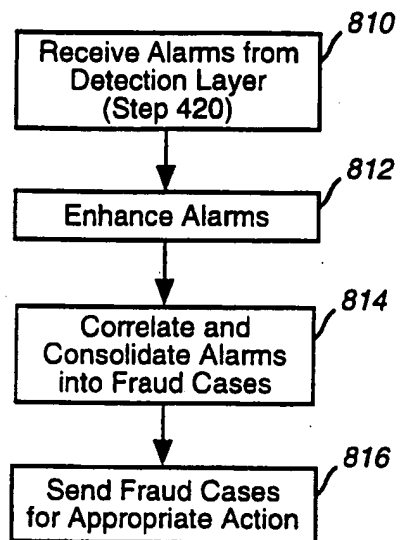 810
Receive Alarms from
Detection Layer
(Step 420)
812
Enhance Alarms
814
Correlate and
Consolidate Alarms
into Fraud Cases
816
Send Fraud Cases
for Appropriate Action